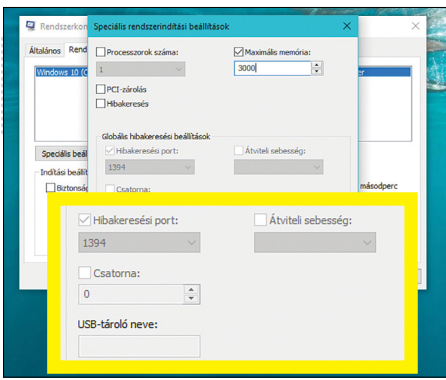 Rendszerkon
Speciális rendszerindítási beállítások
Általános Rend
Processzorok száma:
Maximális memória:
Windows 10 (C
1
3000
PCI-zárolás
Hibakeresés
Globális hibakeresési beállítások
Speciális beál
Hibakeresési port:
Átviteli sebesség:
1394
Indítási beállít
Csatorna:
másodperc
Biztonság
Hibakeresési port:
Átviteli sebesség:
1394
Csatorna:
0
USB-tároló neve: